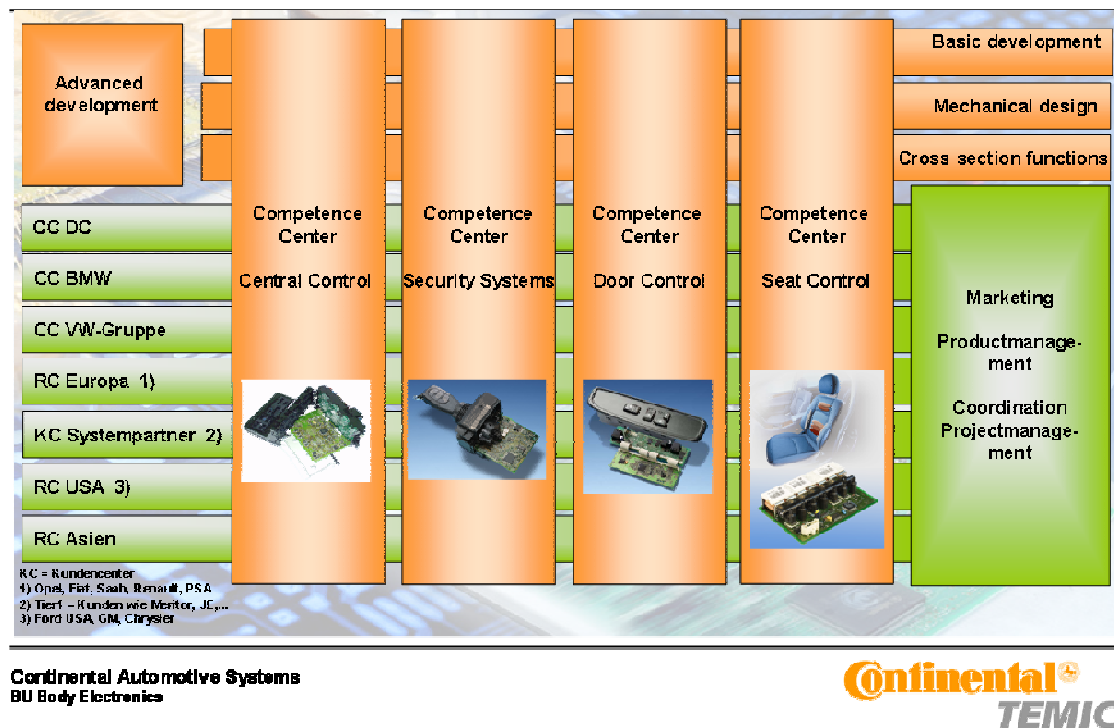 Advanced
development
Basic development
Mechanical design
Cross section functions
Competence
Center
Central Control
Competence
Center
Security Systems
Competence
Center
Door Control
Competence
Center
Seat Control
CC DC
CC BMW
CC VW-Gruppe
RC Europa 1)
KC Systempartner 2)
RC USA 3)
RC Asien
Marketing
Productmanage-
ment
Coordination
Projectmanage-
ment
KC = Kundencenter
1) Opel, Fiat, Saab, Renault, PSA
2) Tier1 – Kunden wie Meritor, JC,...
3) Ford USA, GM, Chrysler
Continental Automotive Systems
BU Body Electronics
Continental
TEMIC